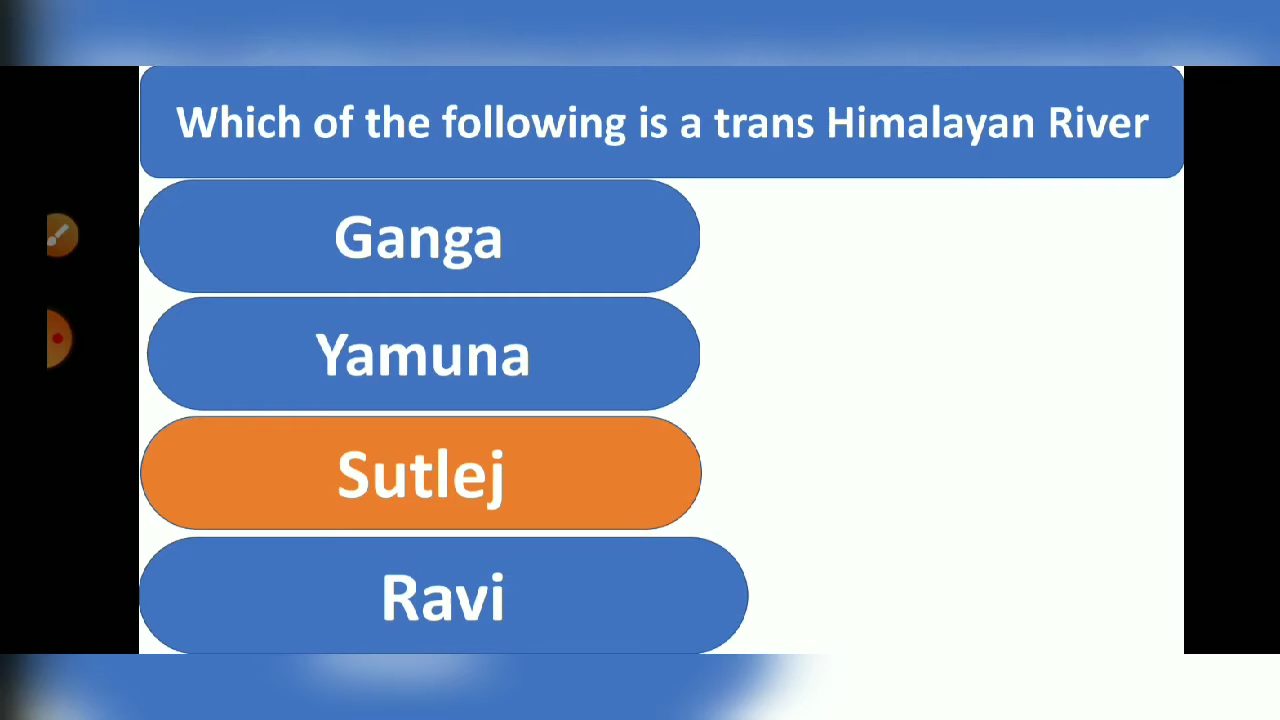 Which of the following is a trans Himalayan River
Ganga
Yamuna
Sutlej
Ravi